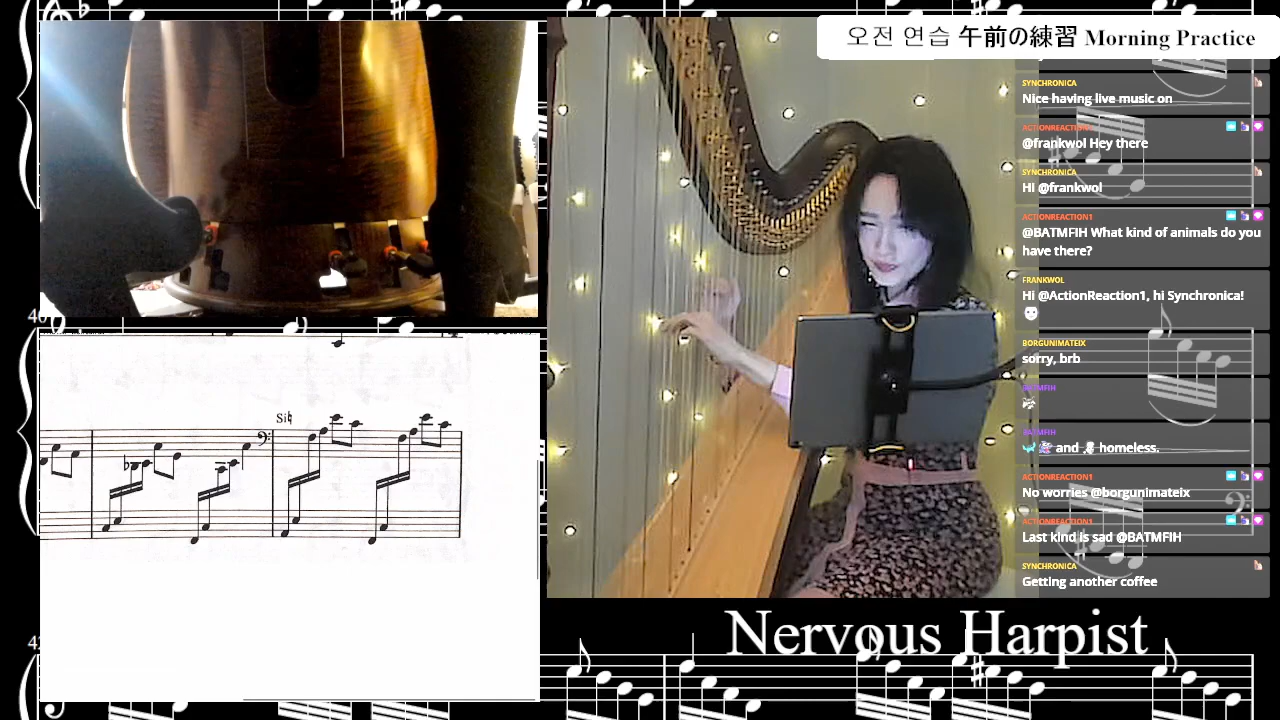 오전 연습 午前の練習 Morning Practice
SYNCHRONICA
Nice having live music on
ACTIONREACTION1
@frankwol Hey there
SYNCHRONICA
Hi @frankwol
ACTIONREACTION1
@BATMFIH What kind of animals do you
have there?
FRANKWOL
Hi @ActionReaction1, hi Synchronica!
BORGUNIMATEIX
sorry, brb
BATMFIH
BATMFIH
and homeless.
ACTIONREACTION1
No worries @borgunimateix
ACTIONREACTION1
Last kind is sad @BATMFIH
SYNCHRONICA
Getting another coffee
Si♮
Nervous Harpist